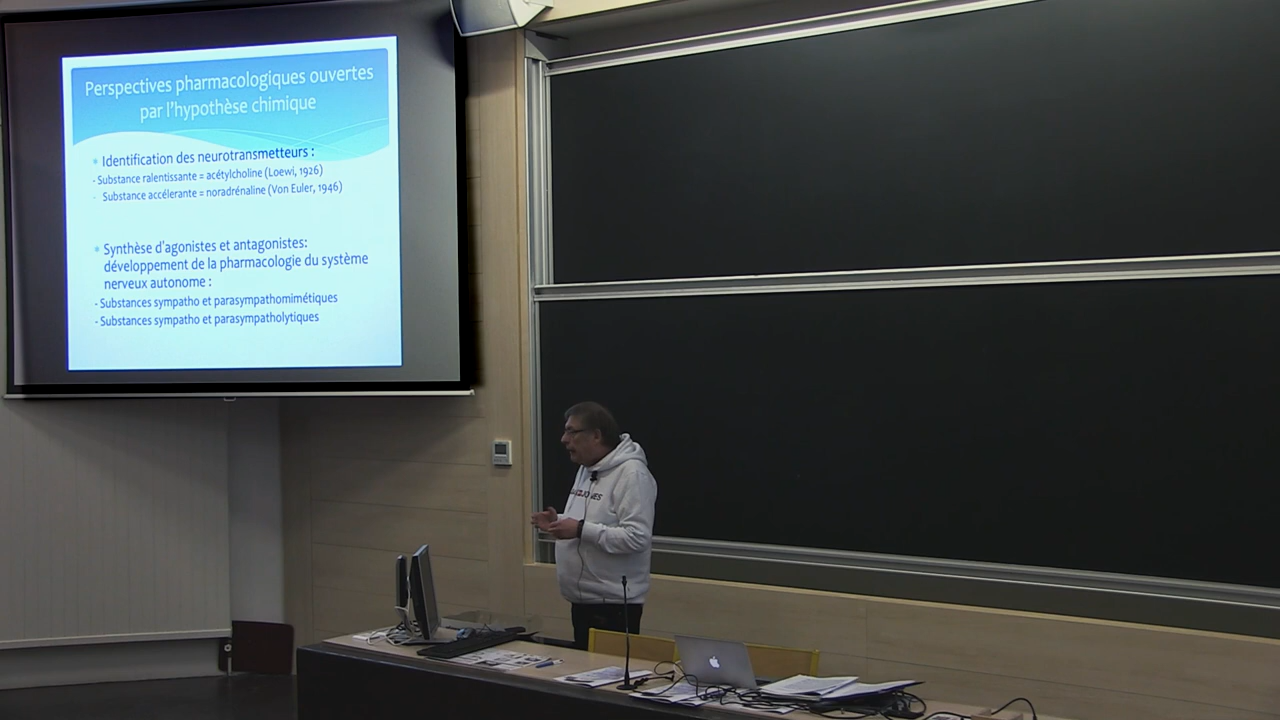 Perspectives pharmacologiques ouvertes
par l'hypothèse chimique
Identification des neurotransmetteurs :
- Substance ralentissante = acétylcholine (Loewi, 1926)
- Substance accélerante = noradrénaline (Von Euler, 1946)
Synthèse d'agonistes et antagonistes:
développement de la pharmacologie du système
nerveux autonome :
- Substances sympatho et parasympathomimétiques
- Substances sympatho et parasympatholytiques